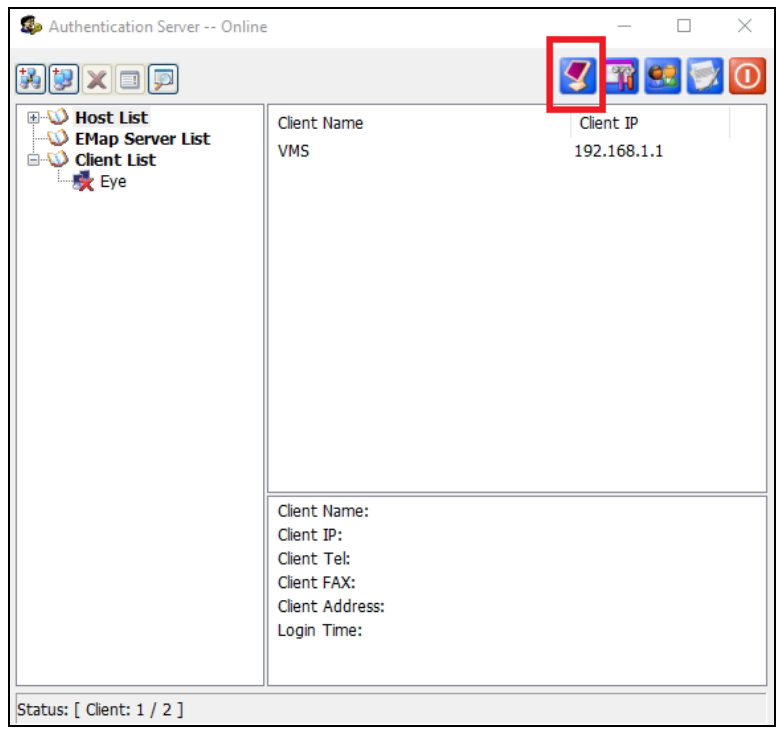 Authentication Server -- Online
Host List
EMap Server List
Client List
Eye
Client Name Client IP
VMS 192.168.1.1
Client Name:
Client IP:
Client Tel:
Client FAX:
Client Address:
Login Time:
Status: [ Client: 1 / 2 ]